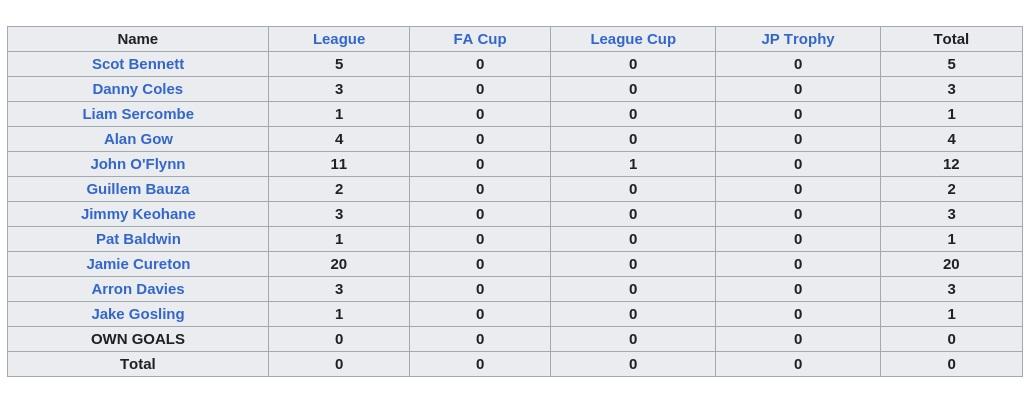 Name League FA Cup League Cup JP Trophy Total
Scot Bennett 5 0 0 0 5
Danny Coles 3 0 0 0 3
Liam Sercombe 1 0 0 0 1
Alan Gow 4 0 0 0 4
John O'Flynn 11 0 1 0 12
Guillem Bauza 2 0 0 0 2
Jimmy Keohane 3 0 0 0 3
Pat Baldwin 1 0 0 0 1
Jamie Cureton 20 0 0 0 20
Arron Davies 3 0 0 0 3
Jake Gosling 1 0 0 0 1
OWN GOALS 0 0 0 0 0
Total 0 0 0 0 0